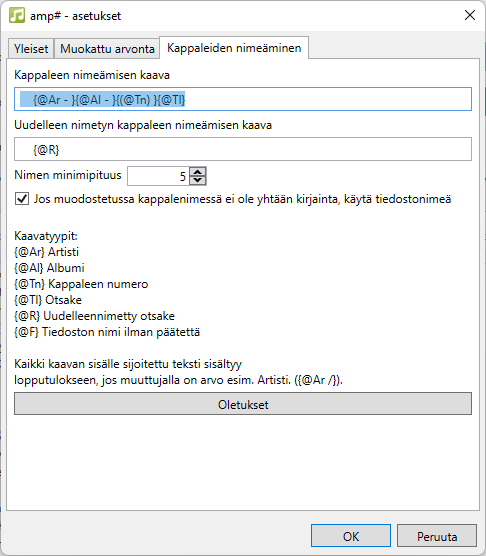 amp# - asetukset
Yleiset Muokattu arvonta Kappaleiden nimeäminen
Kappaleen nimeämisen kaava
{@Ar - }{@Al - }{(@Tn) }{@Tl}
Uudelleen nimetyn kappaleen nimeämisen kaava
{@R}
Nimen minimipituus 5
Jos muodostetussa kappalenimessä ei ole yhtään kirjainta, käytä tiedostonimeä
Kaavatyypit:
{@Ar} Artisti
{@Al} Albumi
{@Tn} Kappaleen numero
{@Tl} Otsake
{@R} Uudelleennimetty otsake
{@F} Tiedoston nimi ilman päätettä
Kaikki kaavan sisälle sijoitettu teksti sisältyy
lopputulokseen, jos muuttujalla on arvo esim. Artisti. ({@Ar /}).
Oletukset
OK Peruuta